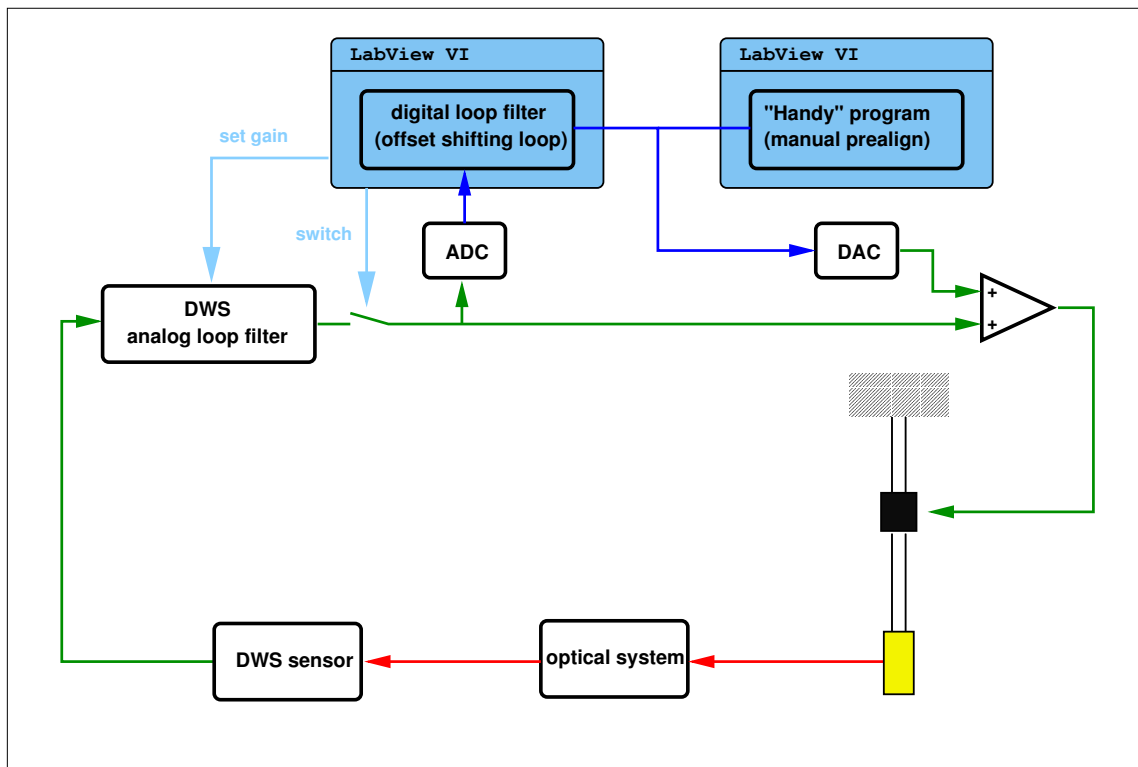 LabView VI
LabView VI
digital loop filter
(offset shifting loop)
"Handy" program
(manual prealign)
set gain
switch
ADC
DAC
DWS
analog loop filter
+
+
DWS sensor
optical system